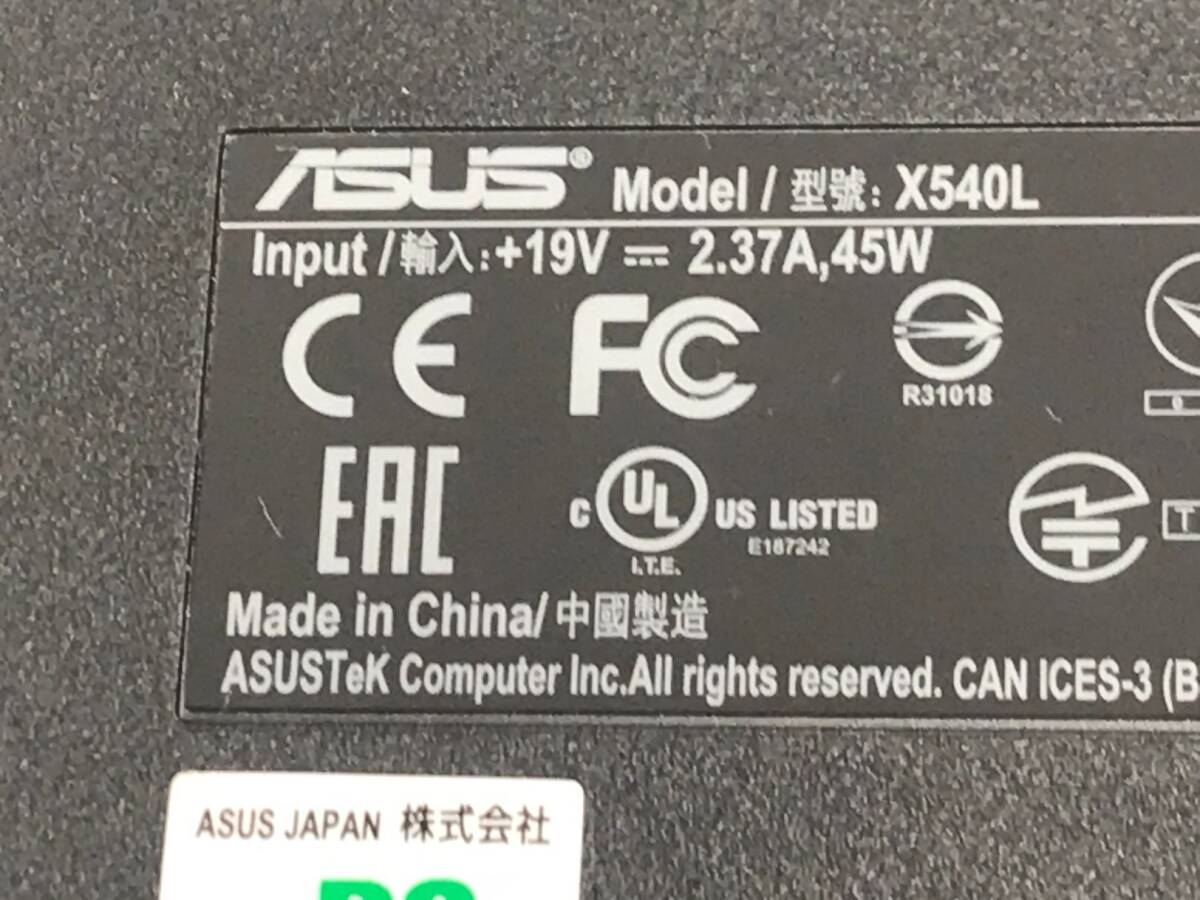 ASUS® Model / 型號: X540L
Input / 輸入: +19V ⎓ 2.37A,45W
CE FC
R31018
EAC C UL US LISTED
E187242
I.T.E.
T
Made in China/ 中國製造
ASUSTeK Computer Inc.All rights reserved. CAN ICES-3 (B
ASUS JAPAN 株式会社